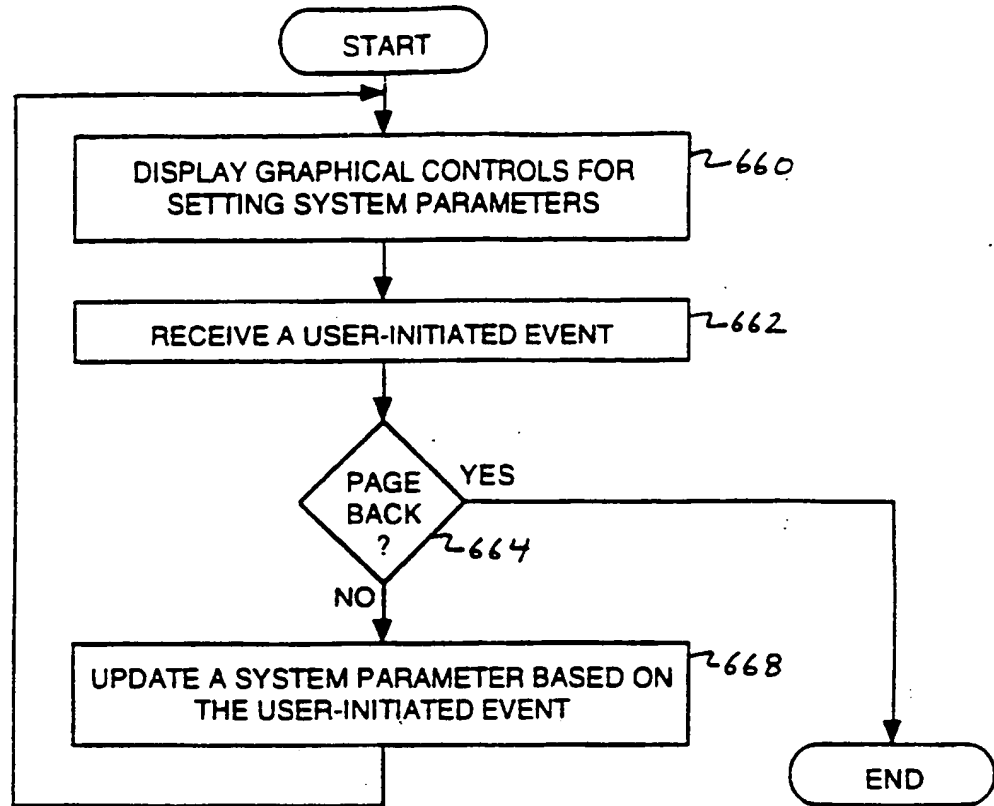 START
DISPLAY GRAPHICAL CONTROLS FOR
SETTING SYSTEM PARAMETERS
660
RECEIVE A USER-INITIATED EVENT
662
PAGE
BACK
?
YES
664
NO
UPDATE A SYSTEM PARAMETER BASED ON
THE USER-INITIATED EVENT
668
END